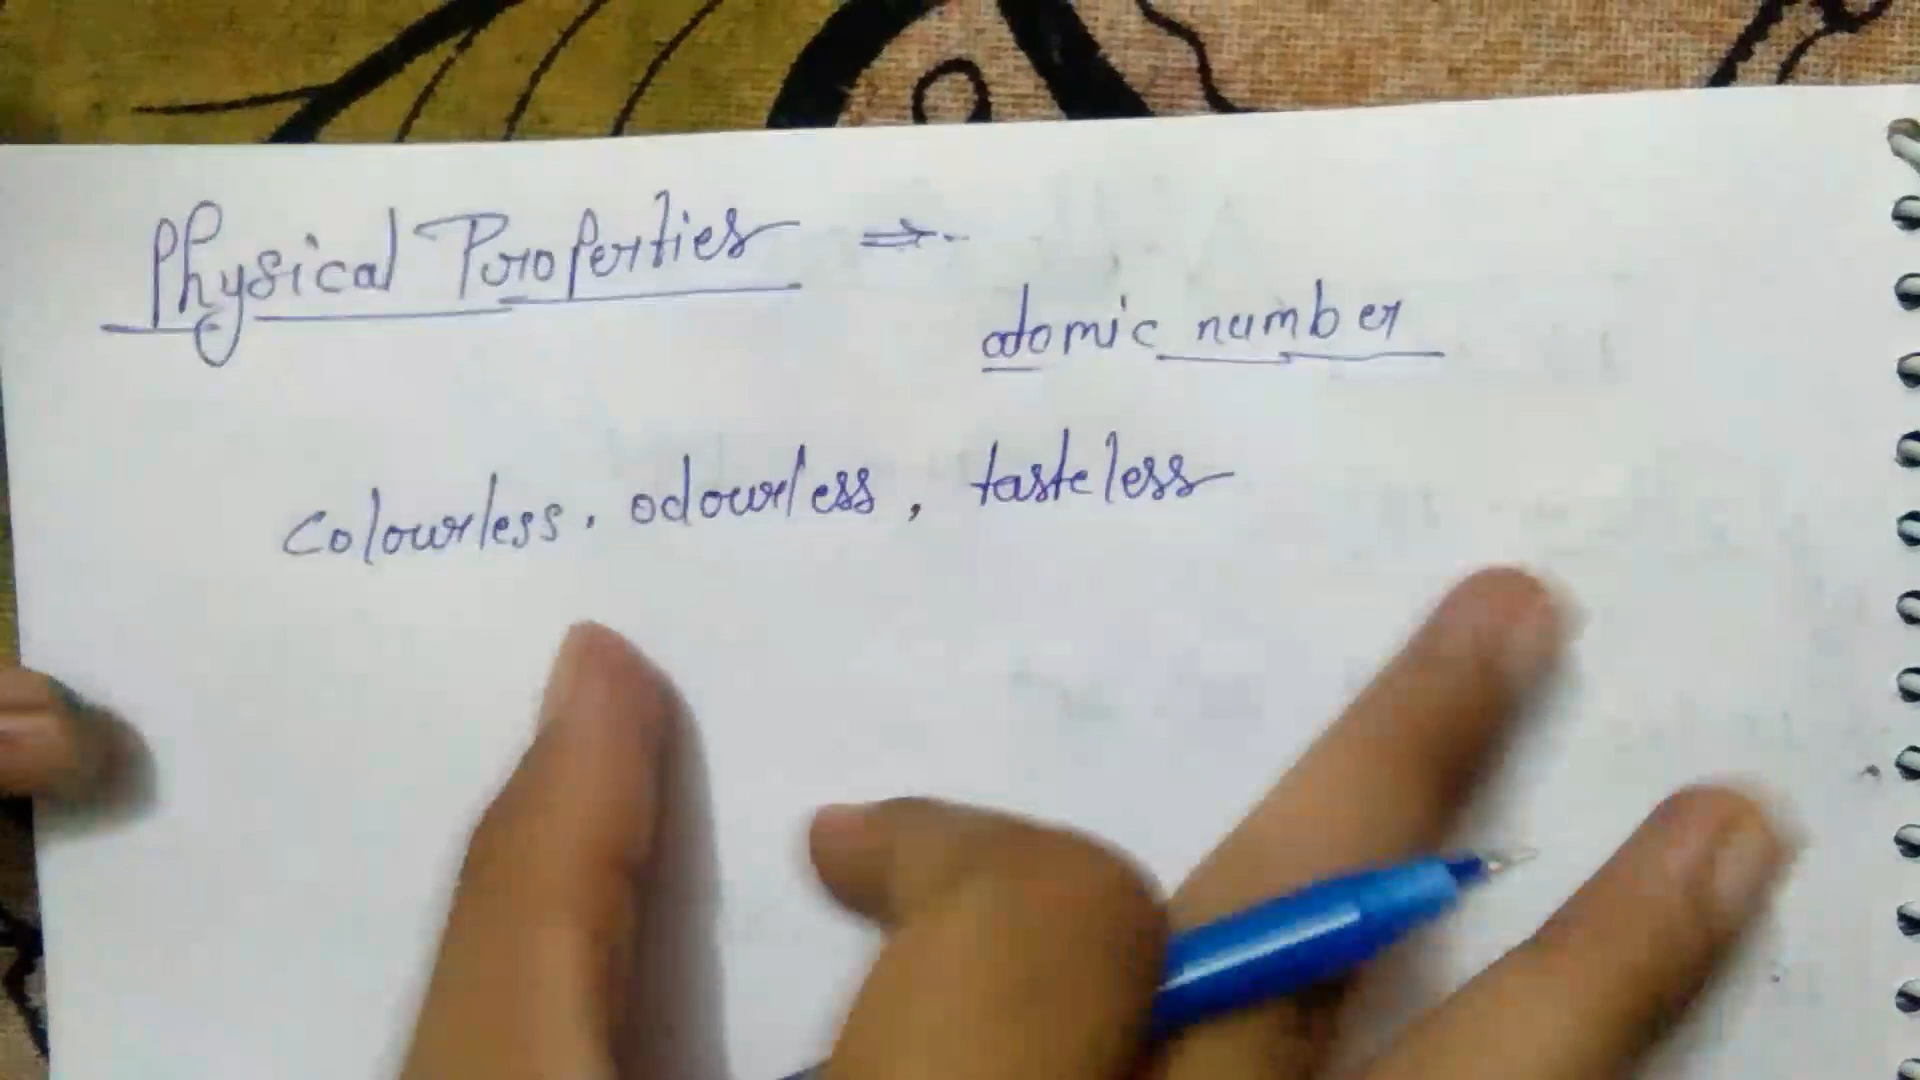 Physical Properties ⇒
atomic number
colourless, odourless, tasteless